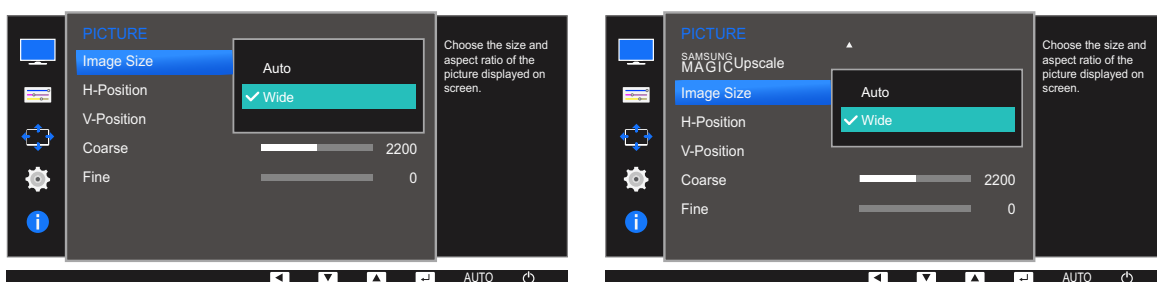 PICTURE
Image Size
H-Position
V-Position
Coarse 2200
Fine 0
Auto
Wide
Choose the size and
aspect ratio of the
picture displayed on
screen.
AUTO
PICTURE
SAMSUNG
MAGICUpscale
Image Size
H-Position
V-Position
Coarse 2200
Fine 0
Auto
Wide
Choose the size and
aspect ratio of the
picture displayed on
screen.
AUTO